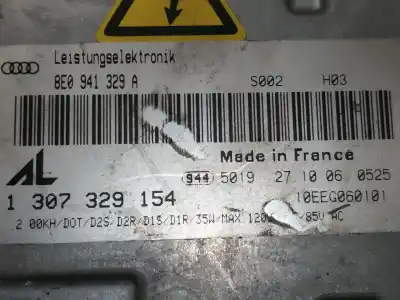 Leistungselektronik
8E0 941 329 A S002 H03
AL Made in France
944 5019 27.10 06 0525
1 307 329 154 10EEG060101
2 00KH/DOT/D2S/D2R/D1S/D1R/35W/MAX 120W 85V AC